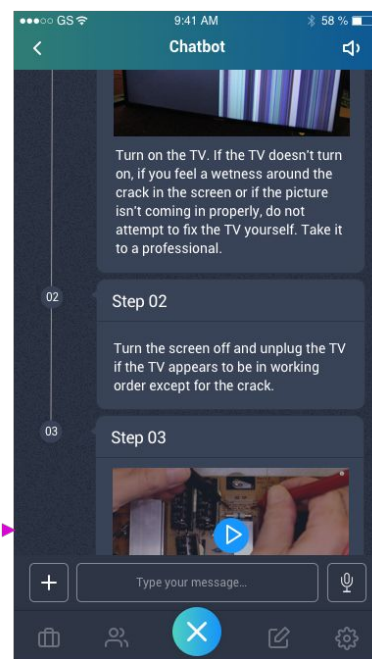 GS 9:41 AM 58 %
Chatbot
Turn on the TV. If the TV doesn't turn
on, if you feel a wetness around the
crack in the screen or if the picture
isn't coming in properly, do not
attempt to fix the TV yourself. Take it
to a professional.
02 Step 02
Turn the screen off and unplug the TV
if the TV appears to be in working
order except for the crack.
03 Step 03
Type your message...